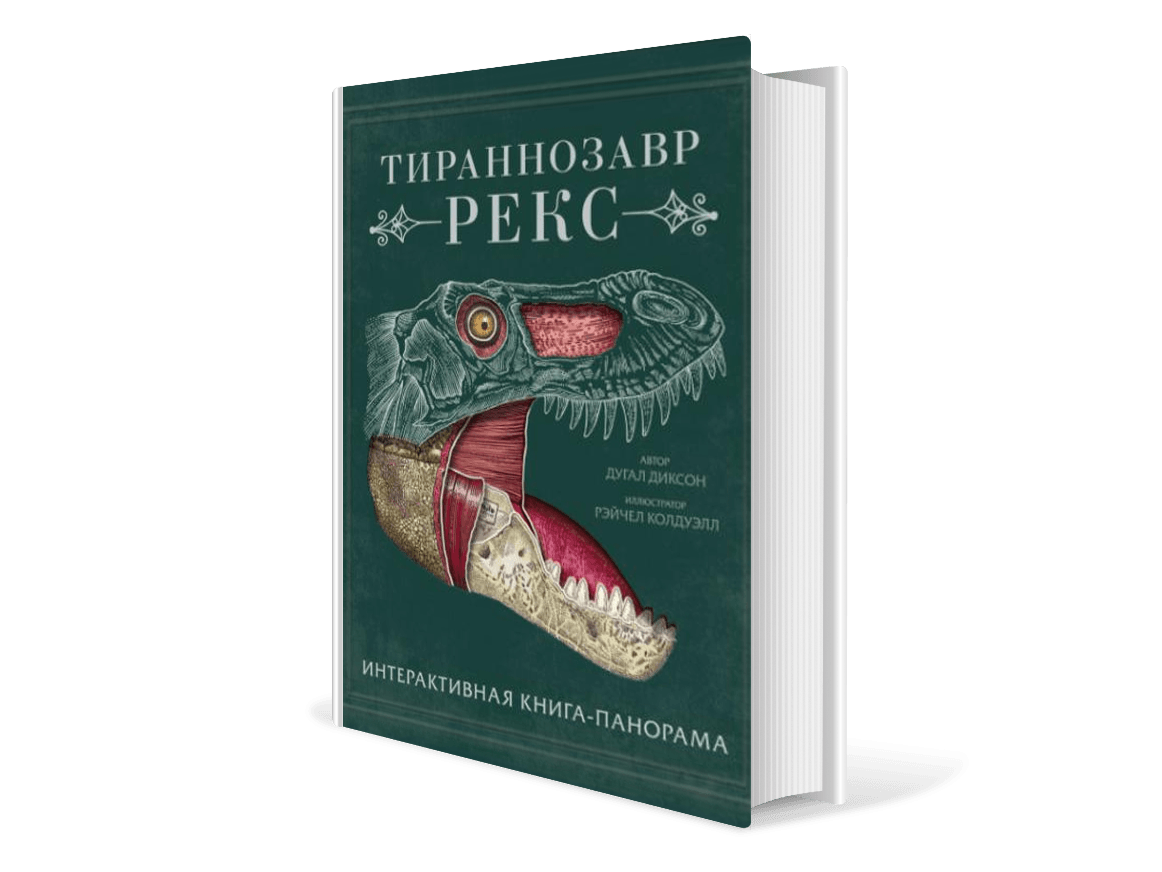 ТИРАННОЗАВР
РЕКС
АВТОР
ДУГАЛ ДИКСОН
ИЛЛЮСТРАТОР
РЭЙЧЕЛ КОЛДУЭЛЛ
ИНТЕРАКТИВНАЯ КНИГА-ПАНОРАМА